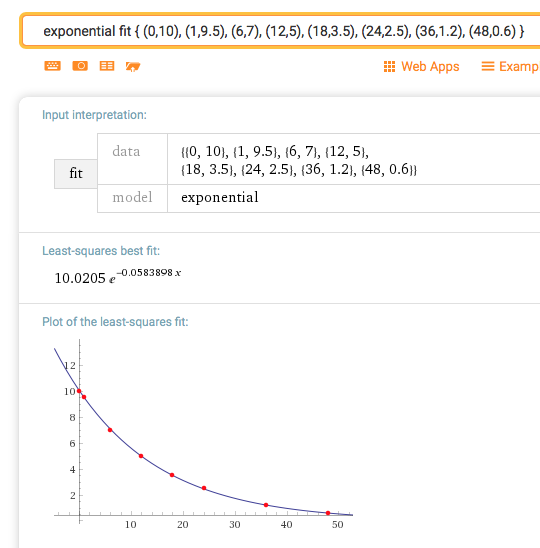 exponential fit { (0,10), (1,9.5), (6,7), (12,5), (18,3.5), (24,2.5), (36,1.2), (48,0.6) }
Web Apps
Examp
Input interpretation:
fit
data
{{0, 10}, {1, 9.5}, {6, 7}, {12, 5},
{18, 3.5}, {24, 2.5}, {36, 1.2}, {48, 0.6}}
model
exponential
Least-squares best fit:
10.0205 e^-0.0583898 x
Plot of the least-squares fit:
12
10
8
6
4
2
10 20 30 40 50